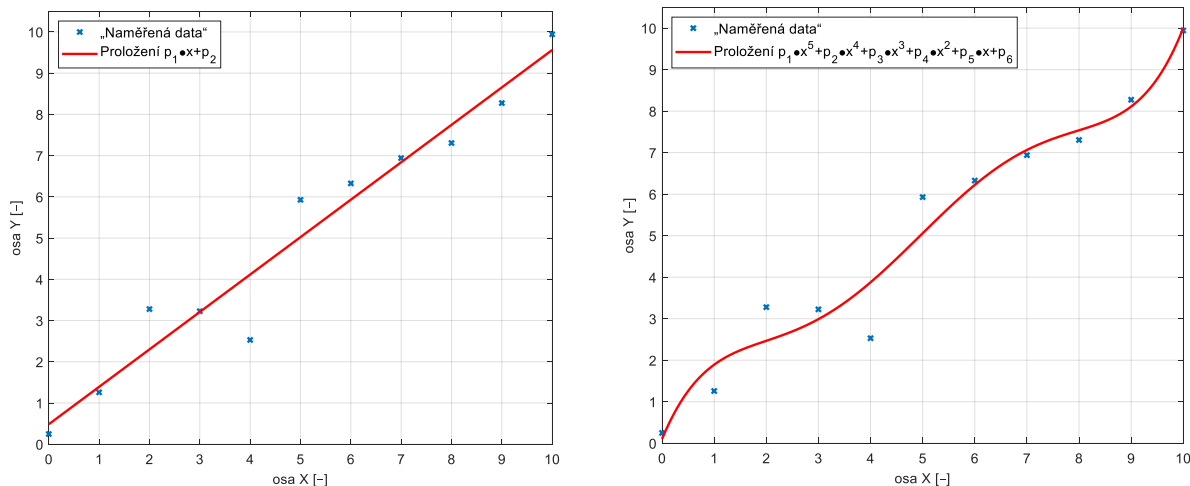 „Naměřená data“
Proložení p₁●x+p₂
10
9
8
7
6
5
4
3
2
1
0
osa Y [–]
0 1 2 3 4 5 6 7 8 9 10
osa X [–]
„Naměřená data“
Proložení p₁●x⁵+p₂●x⁴+p₃●x³+p₄●x²+p₅●x+p₆
10
9
8
7
6
5
4
3
2
1
0
osa Y [–]
0 1 2 3 4 5 6 7 8 9 10
osa X [–]